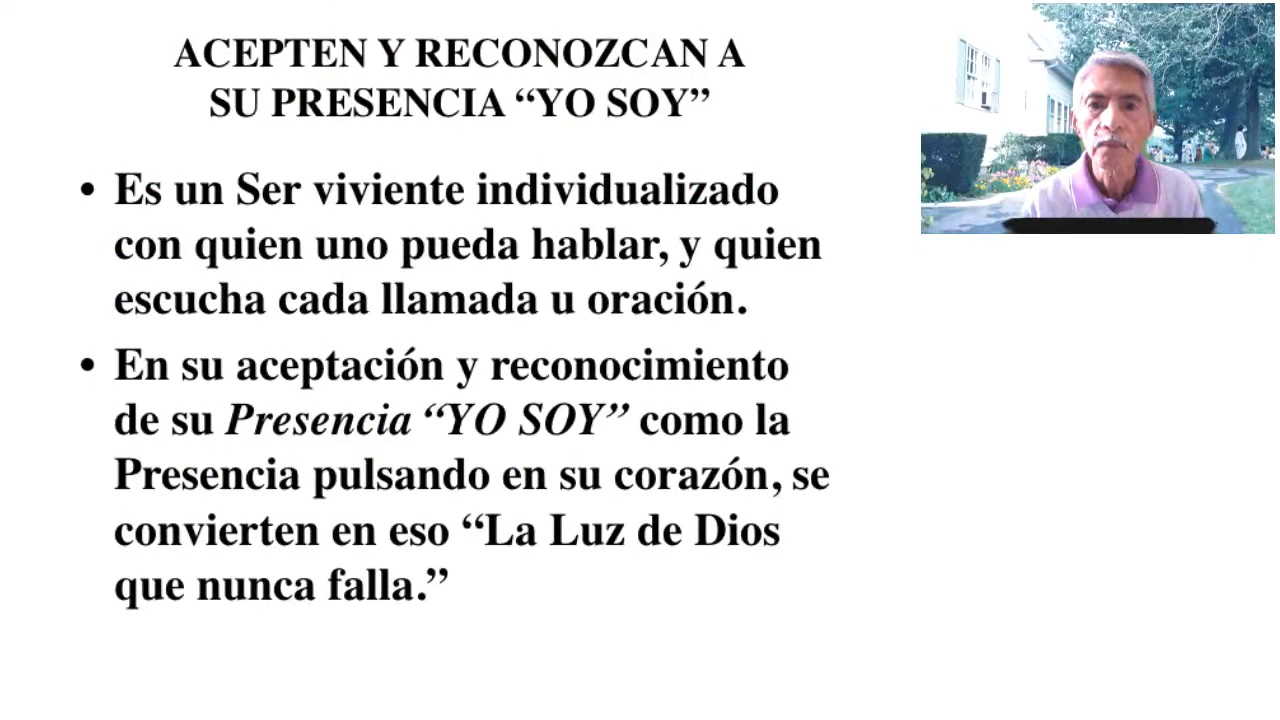 ACEPTEN Y RECONOZCAN A
SU PRESENCIA “YO SOY”
• Es un Ser viviente individualizado
con quien uno pueda hablar, y quien
escucha cada llamada u oración.
• En su aceptación y reconocimiento
de su Presencia “YO SOY” como la
Presencia pulsando en su corazón, se
convierten en eso “La Luz de Dios
que nunca falla.”